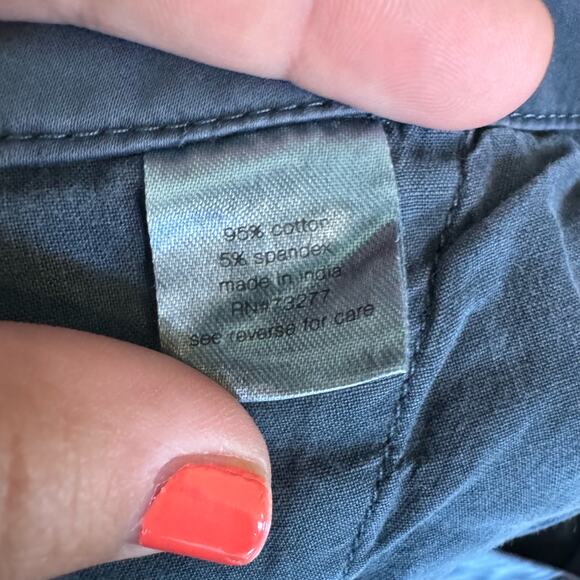 95% cotton
5% spandex
made in india
RN#73277
see reverse for care